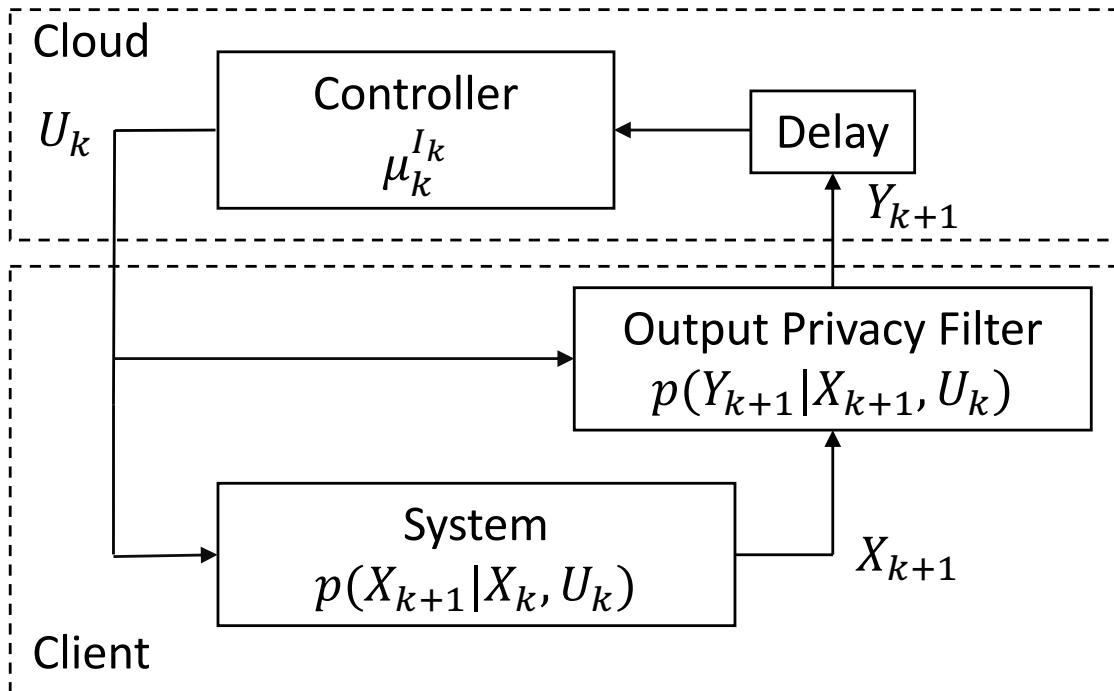 Cloud
Controller
μ_k^{I_k}
U_k
Delay
Y_{k+1}
Output Privacy Filter
p(Y_{k+1}|X_{k+1}, U_k)
System
p(X_{k+1}|X_k, U_k)
X_{k+1}
Client